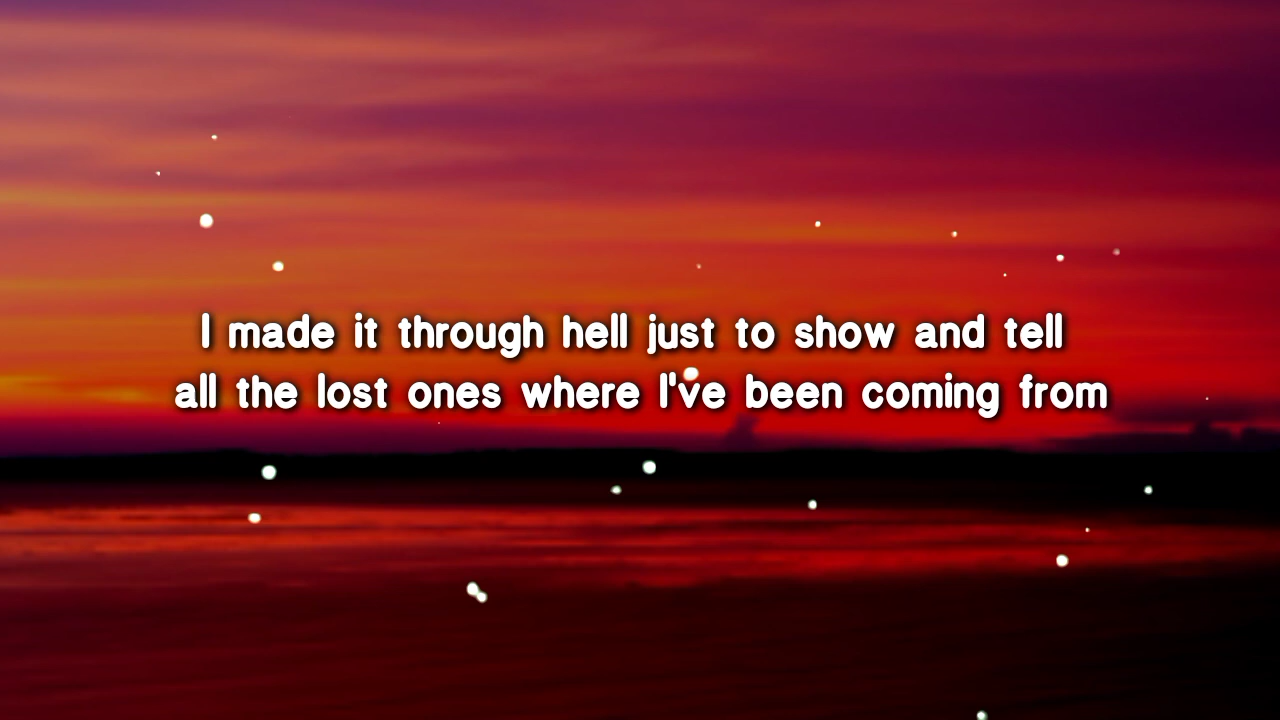 I made it through hell just to show and tell
all the lost ones where I've been coming from